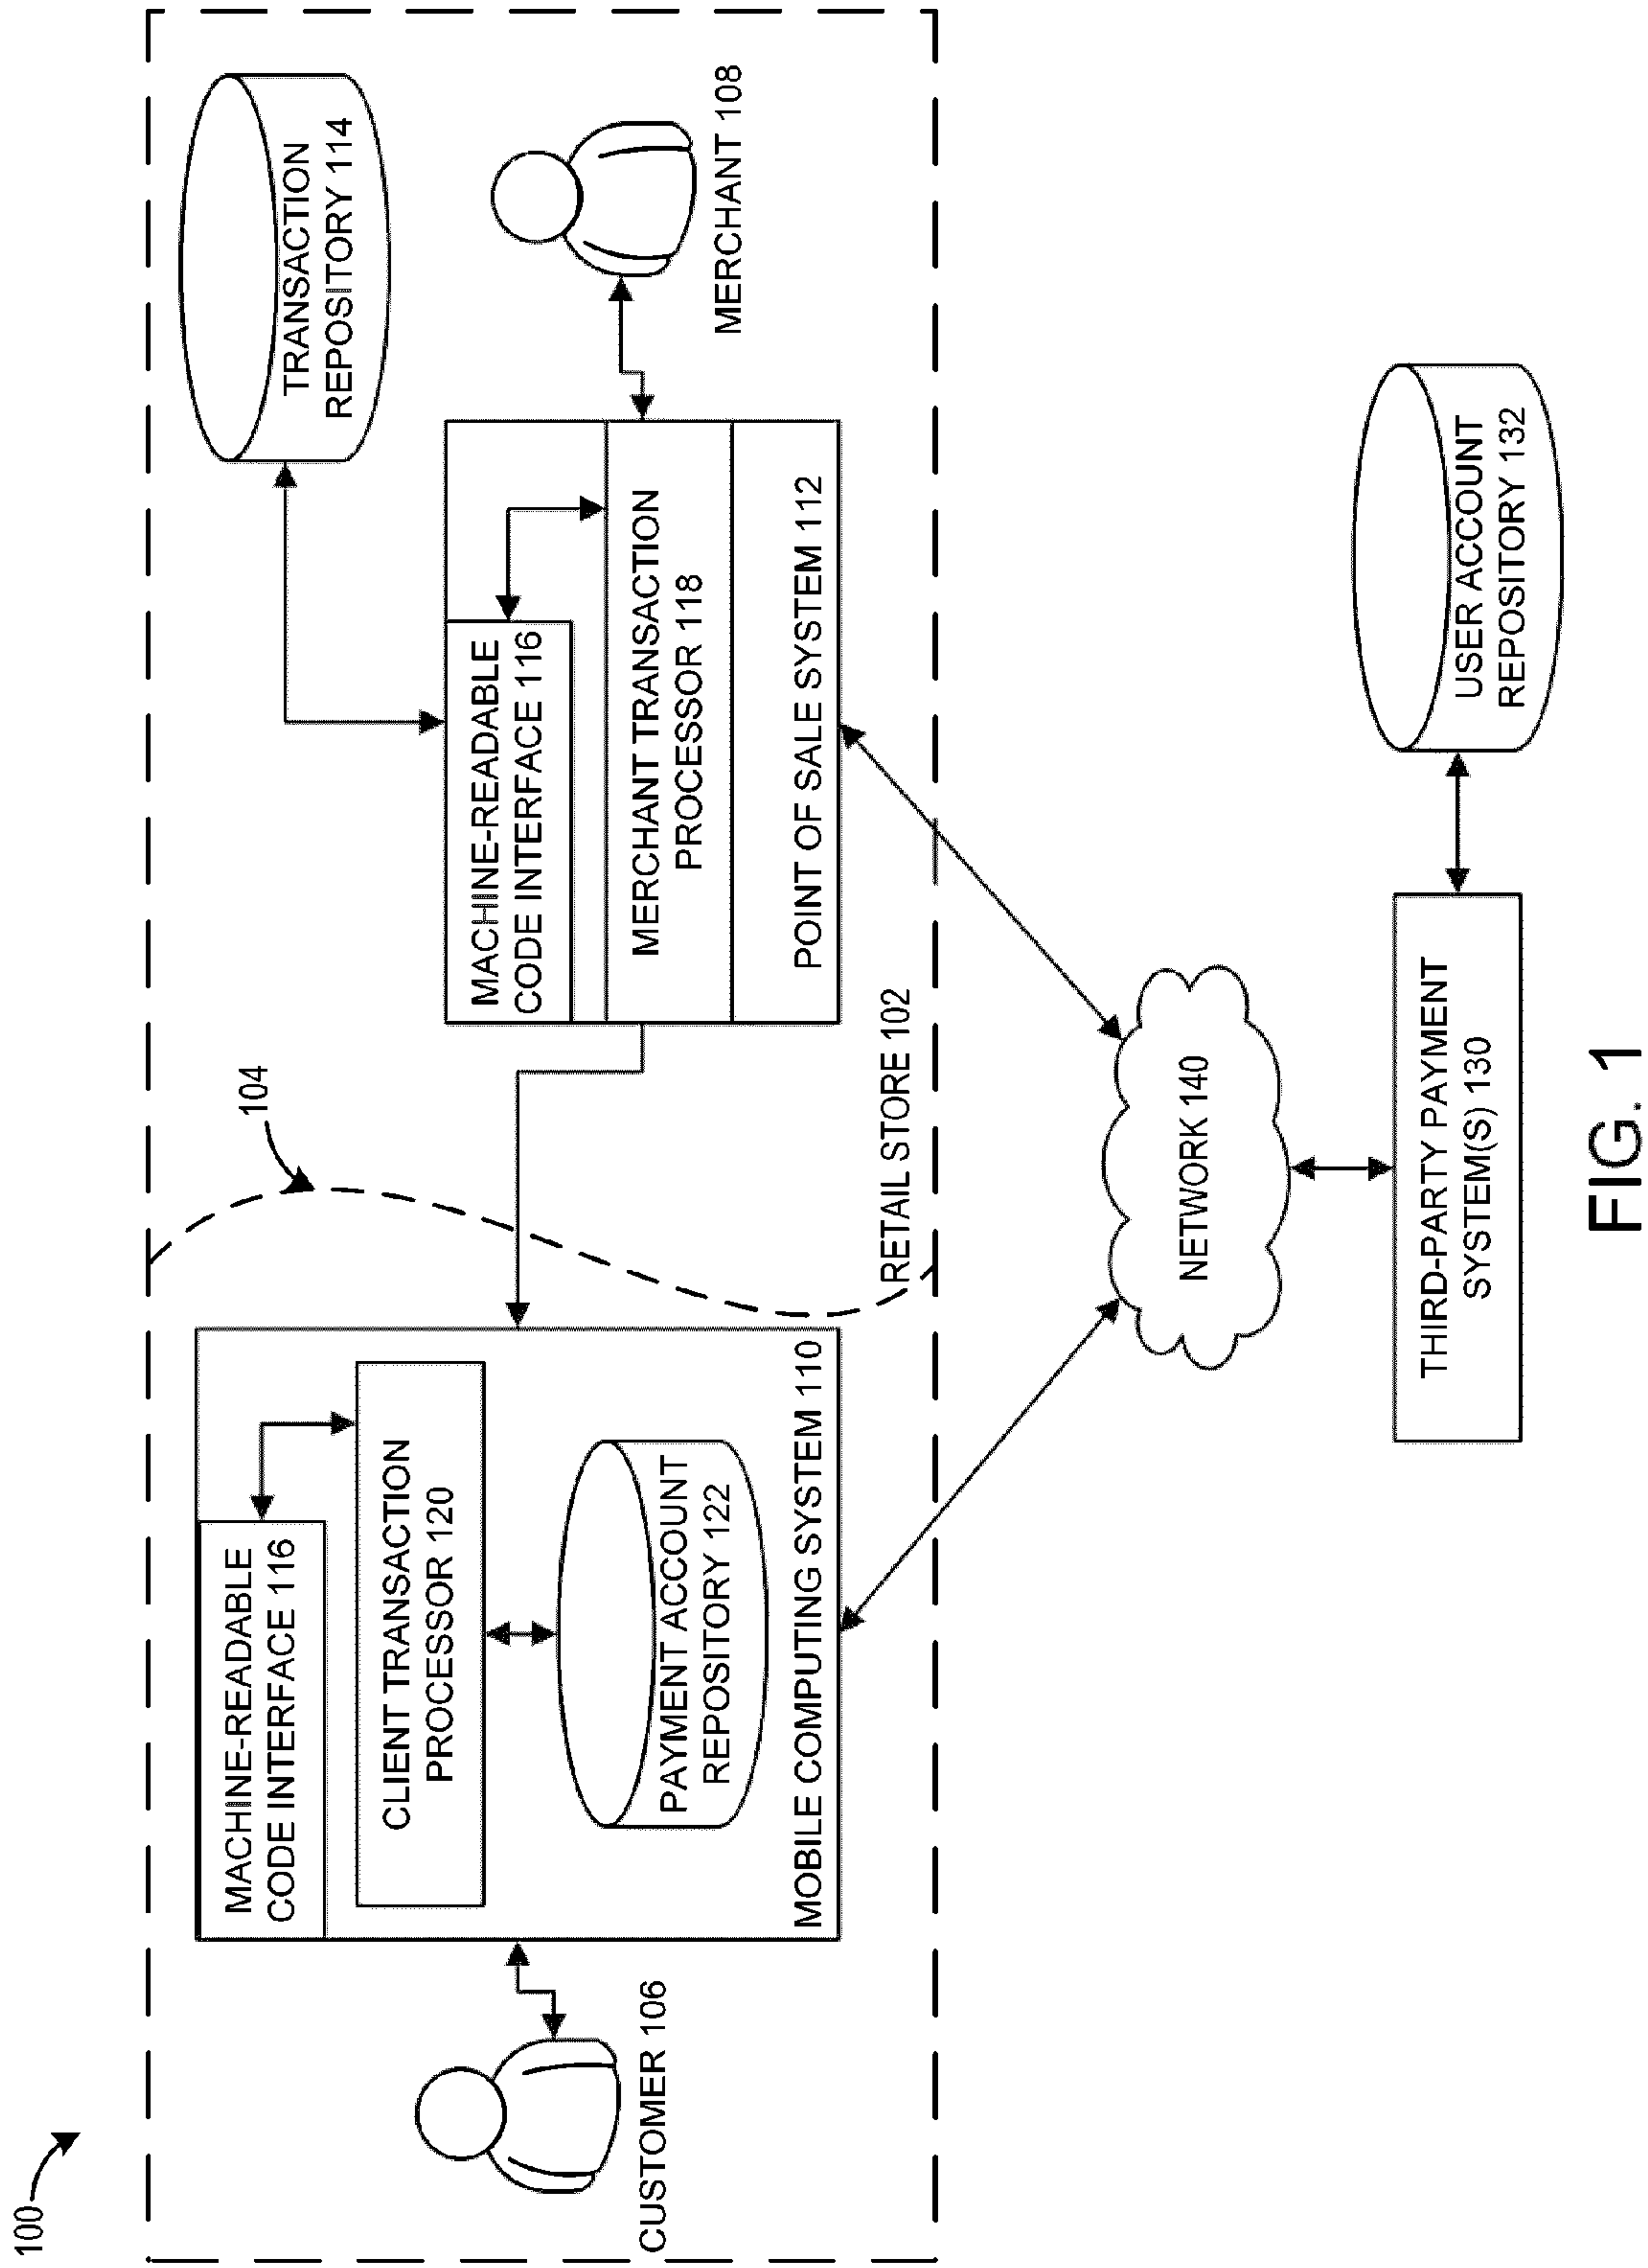 100
TRANSACTION
REPOSITORY 114
MERCHANT 108
MACHINE-READABLE
CODE INTERFACE 116
MERCHANT TRANSACTION
PROCESSOR 118
POINT OF SALE SYSTEM 112
104
RETAIL STORE 102
MACHINE-READABLE
CODE INTERFACE 116
CLIENT TRANSACTION
PROCESSOR 120
PAYMENT ACCOUNT
REPOSITORY 122
MOBILE COMPUTING SYSTEM 110
CUSTOMER 106
NETWORK 140
THIRD-PARTY PAYMENT
SYSTEM(S) 130
USER ACCOUNT
REPOSITORY 132
FIG. 1